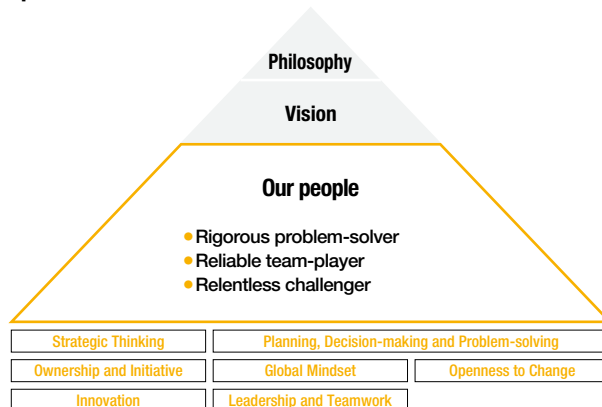 Philosophy
Vision
Our people
• Rigorous problem-solver
• Reliable team-player
• Relentless challenger
Strategic Thinking
Planning, Decision-making and Problem-solving
Ownership and Initiative
Global Mindset
Openness to Change
Innovation
Leadership and Teamwork